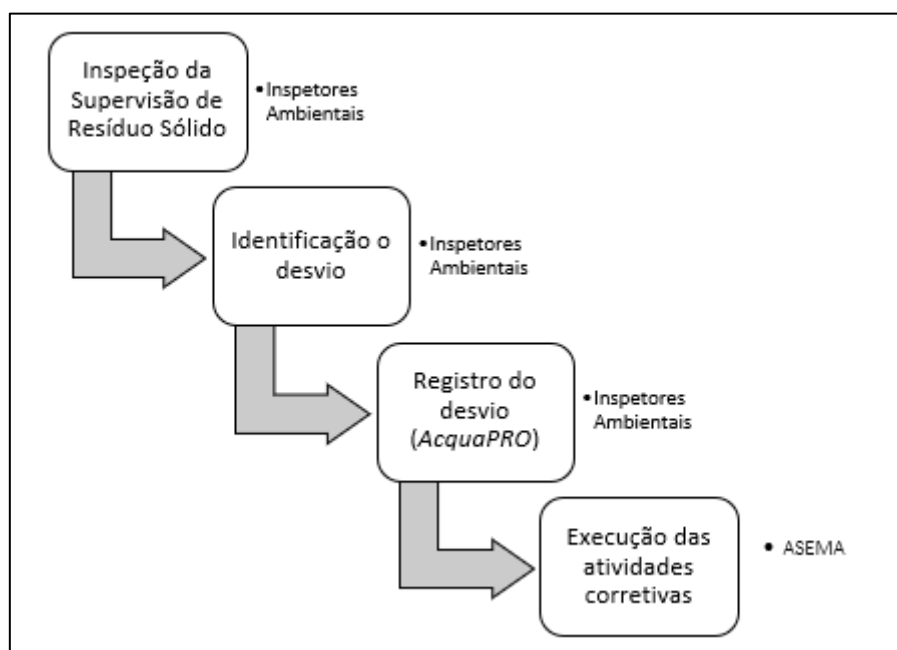 Inspeção da
Supervisão de
Resíduo Sólido
•Inspetores
Ambientais
Identificação o
desvio
•Inspetores
Ambientais
Registro do
desvio
(AcquaPRO)
•Inspetores
Ambientais
Execução das
atividades
corretivas
• ASEMA